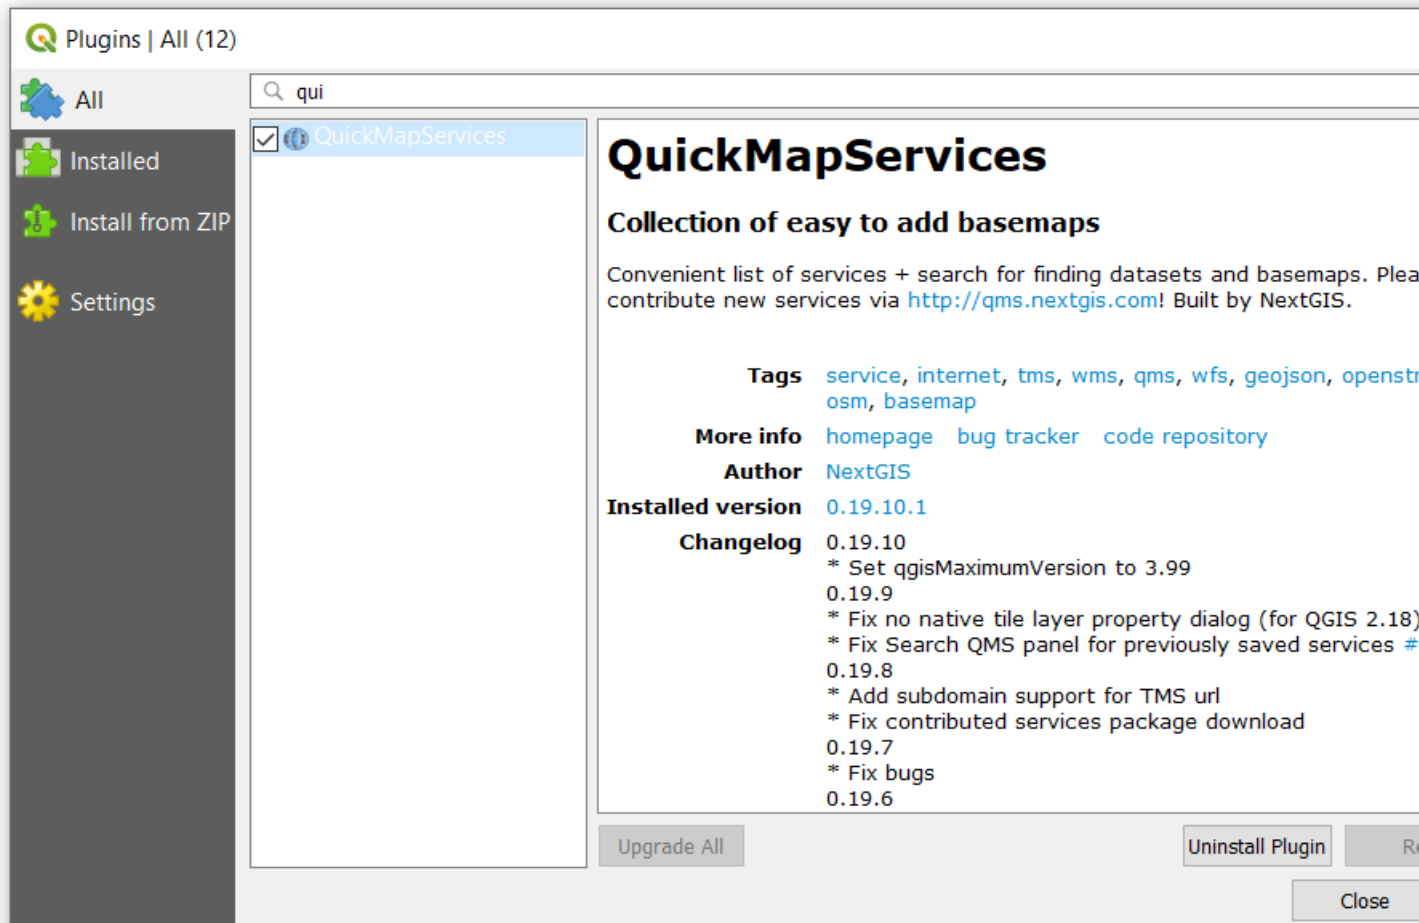 Plugins | All (12)
All
Installed
Install from ZIP
Settings
qui
QuickMapServices
QuickMapServices
Collection of easy to add basemaps
Convenient list of services + search for finding datasets and basemaps.
contribute new services via http://qms.nextgis.com! Built by NextGIS.
Tags service, internet, tms, wms, qms, wfs, geojson,
osm, basemap
More info homepage bug tracker code repository
Author NextGIS
Installed version 0.19.10.1
Changelog 0.19.10
* Set qgisMaximumVersion to 3.99
0.19.9
* Fix no native tile layer property dialog (for QGIS 2.18)
* Fix Search QMS panel for previously saved services #
0.19.8
* Add subdomain support for TMS url
* Fix contributed services package download
0.19.7
* Fix bugs
0.19.6
Upgrade All
Uninstall Plugin
Close